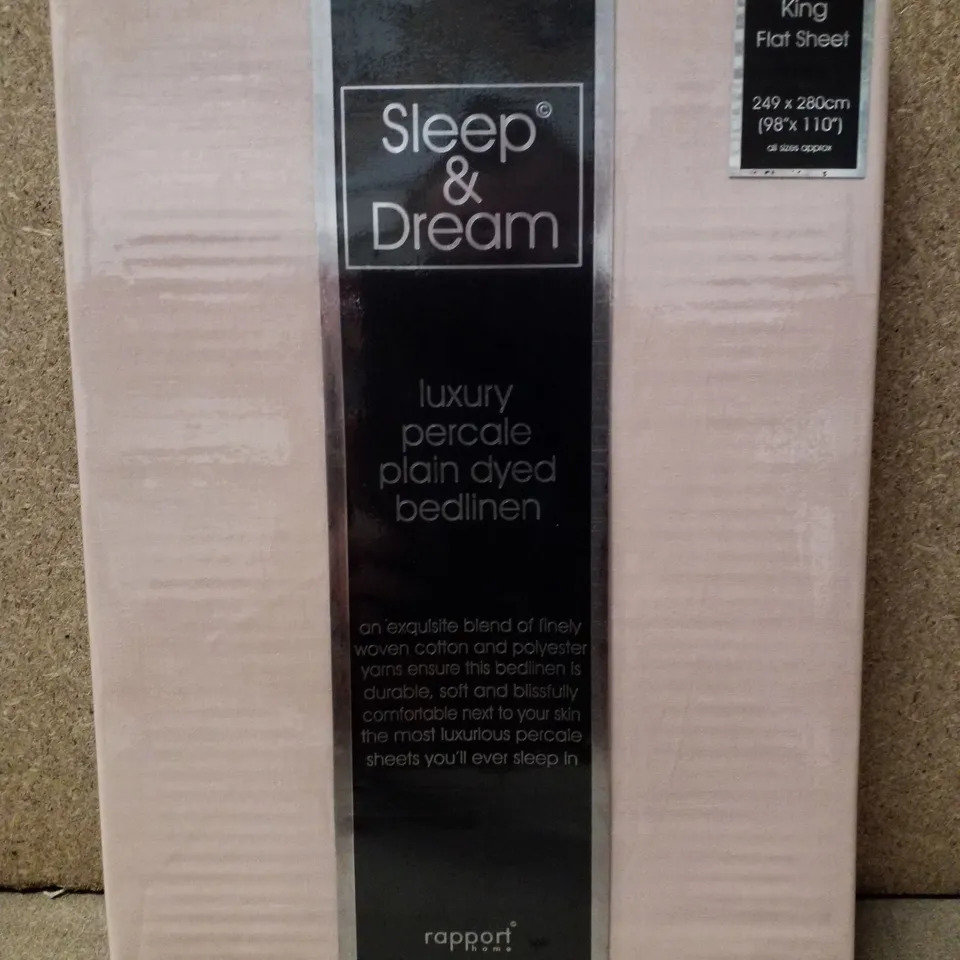 King
Flat Sheet
249 x 280cm
(98"x 110")
all sizes approx
Sleep©
&
Dream
luxury
percale
plain dyed
bedlinen
an exquisite blend of finely
woven cotton and polyester
yarns ensure this bedlinen is
durable, soft and blissfully
comfortable next to your skin
the most luxurious percale
sheets you'll ever sleep in
rapport©
home